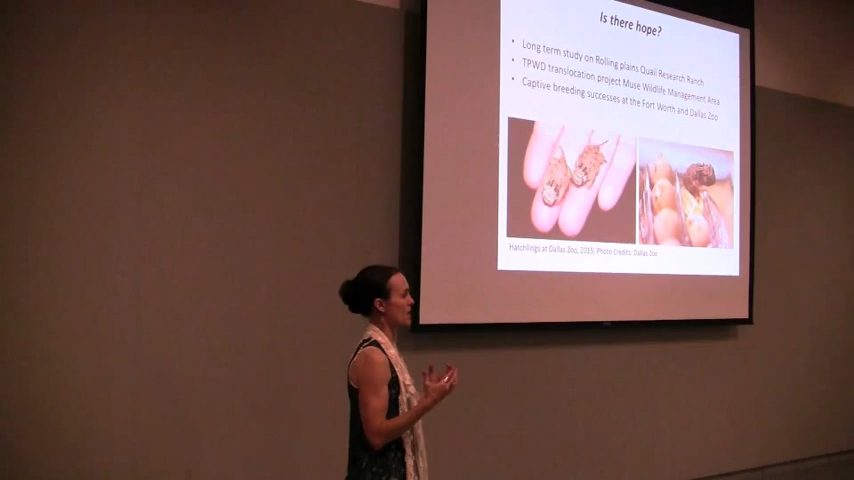 Is there hope?
• Long term study on Rolling plains Quail Research Ranch
• TPWD translocation project Muse Wildlife Management Area
• Captive breeding successes at the Fort Worth and Dallas Zoo
Hatchlings at Dallas Zoo, 2015; Photo Credits: Dallas Zoo